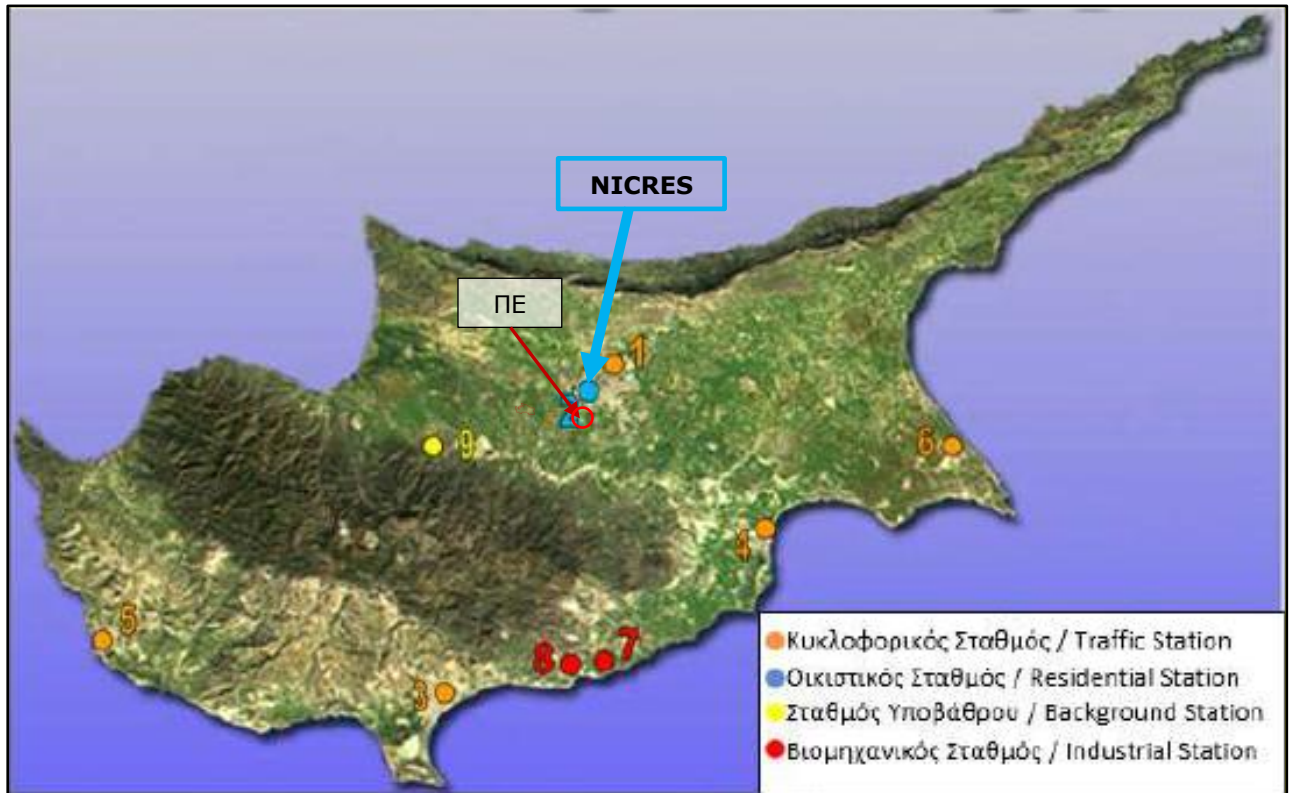 NICRES
ΠΕ
1
2
9
6
4
5
8
7
3
Κυκλοφορικός Σταθμός / Traffic Station
Οικιστικός Σταθμός / Residential Station
Σταθμός Υποβάθρου / Background Station
Βιομηχανικός Σταθμός / Industrial Station